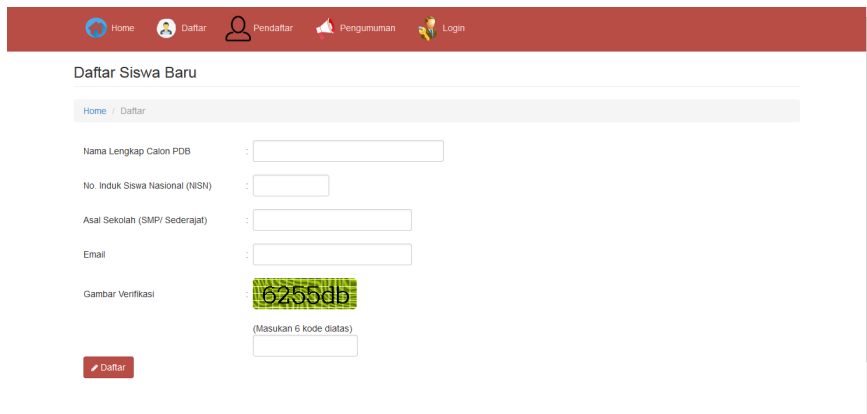 Home Daftar Pendaftar Pengumuman Login
Daftar Siswa Baru
Home / Daftar
Nama Lengkap Calon PDB :
No. Induk Siswa Nasional (NISN) :
Asal Sekolah (SMP/ Sederajat) :
Email :
Gambar Verifikasi : 6255db
(Masukan 6 kode diatas)
Daftar